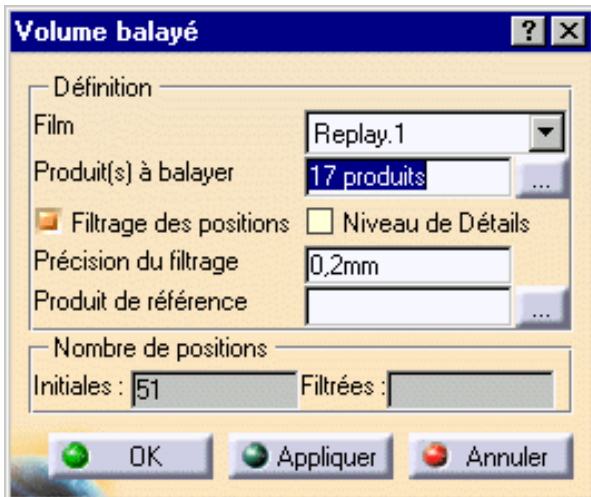 Volume balayé ? X
Définition
Film Replay.1
Produit(s) à balayer 17 produits ...
Filtrage des positions Niveau de Détails
Précision du filtrage 0,2mm
Produit de référence ...
Nombre de positions
Initiales : 51 Filtrées :
OK Appliquer Annuler